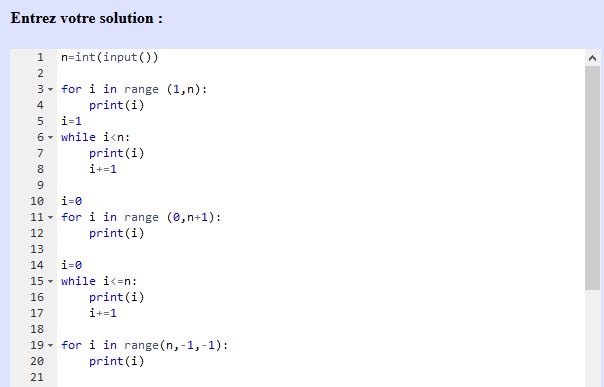 Entrez votre solution :
1 n=int(input())
2
3 for i in range (1,n):
4     print(i)
5 i=1
6 while i<n:
7     print(i)
8     i+=1
9
10 i=0
11 for i in range (0,n+1):
12     print(i)
13
14 i=0
15 while i<=n:
16     print(i)
17     i+=1
18
19 for i in range(n,-1,-1):
20     print(i)
21